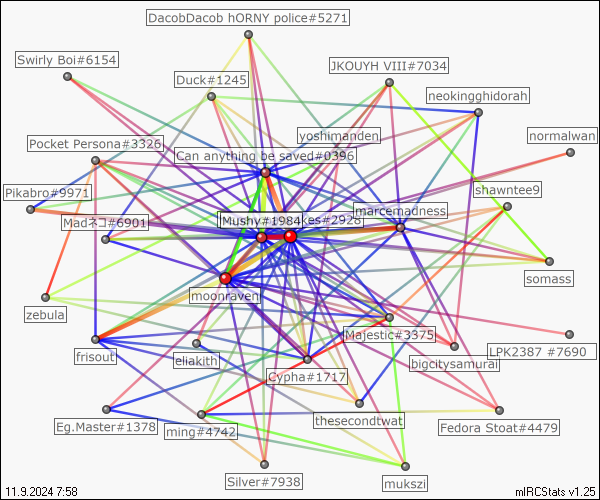 DacobDacob hORNY police#5271
Swirly Boi#6154
JKOUYH VIII#7034
Duck#1245
neokingghidorah
yoshimanden
normalwan
Pocket Persona#3326
Can anything be saved#0396
Pikabro#9971
shawntee9
Madネコ#6901
Mushy#1984
kes#2928
marcemadness
somass
moonraven
zebula
Majestic#3375
frisout
eliakith
LPK2387 #7690
bigcitysamurai
Cypha#1717
Eg.Master#1378
ming#4742
thesecondtwat
Fedora Stoat#4479
Silver#7938
mukszi
11.9.2024 7:58
mIRCStats v1.25